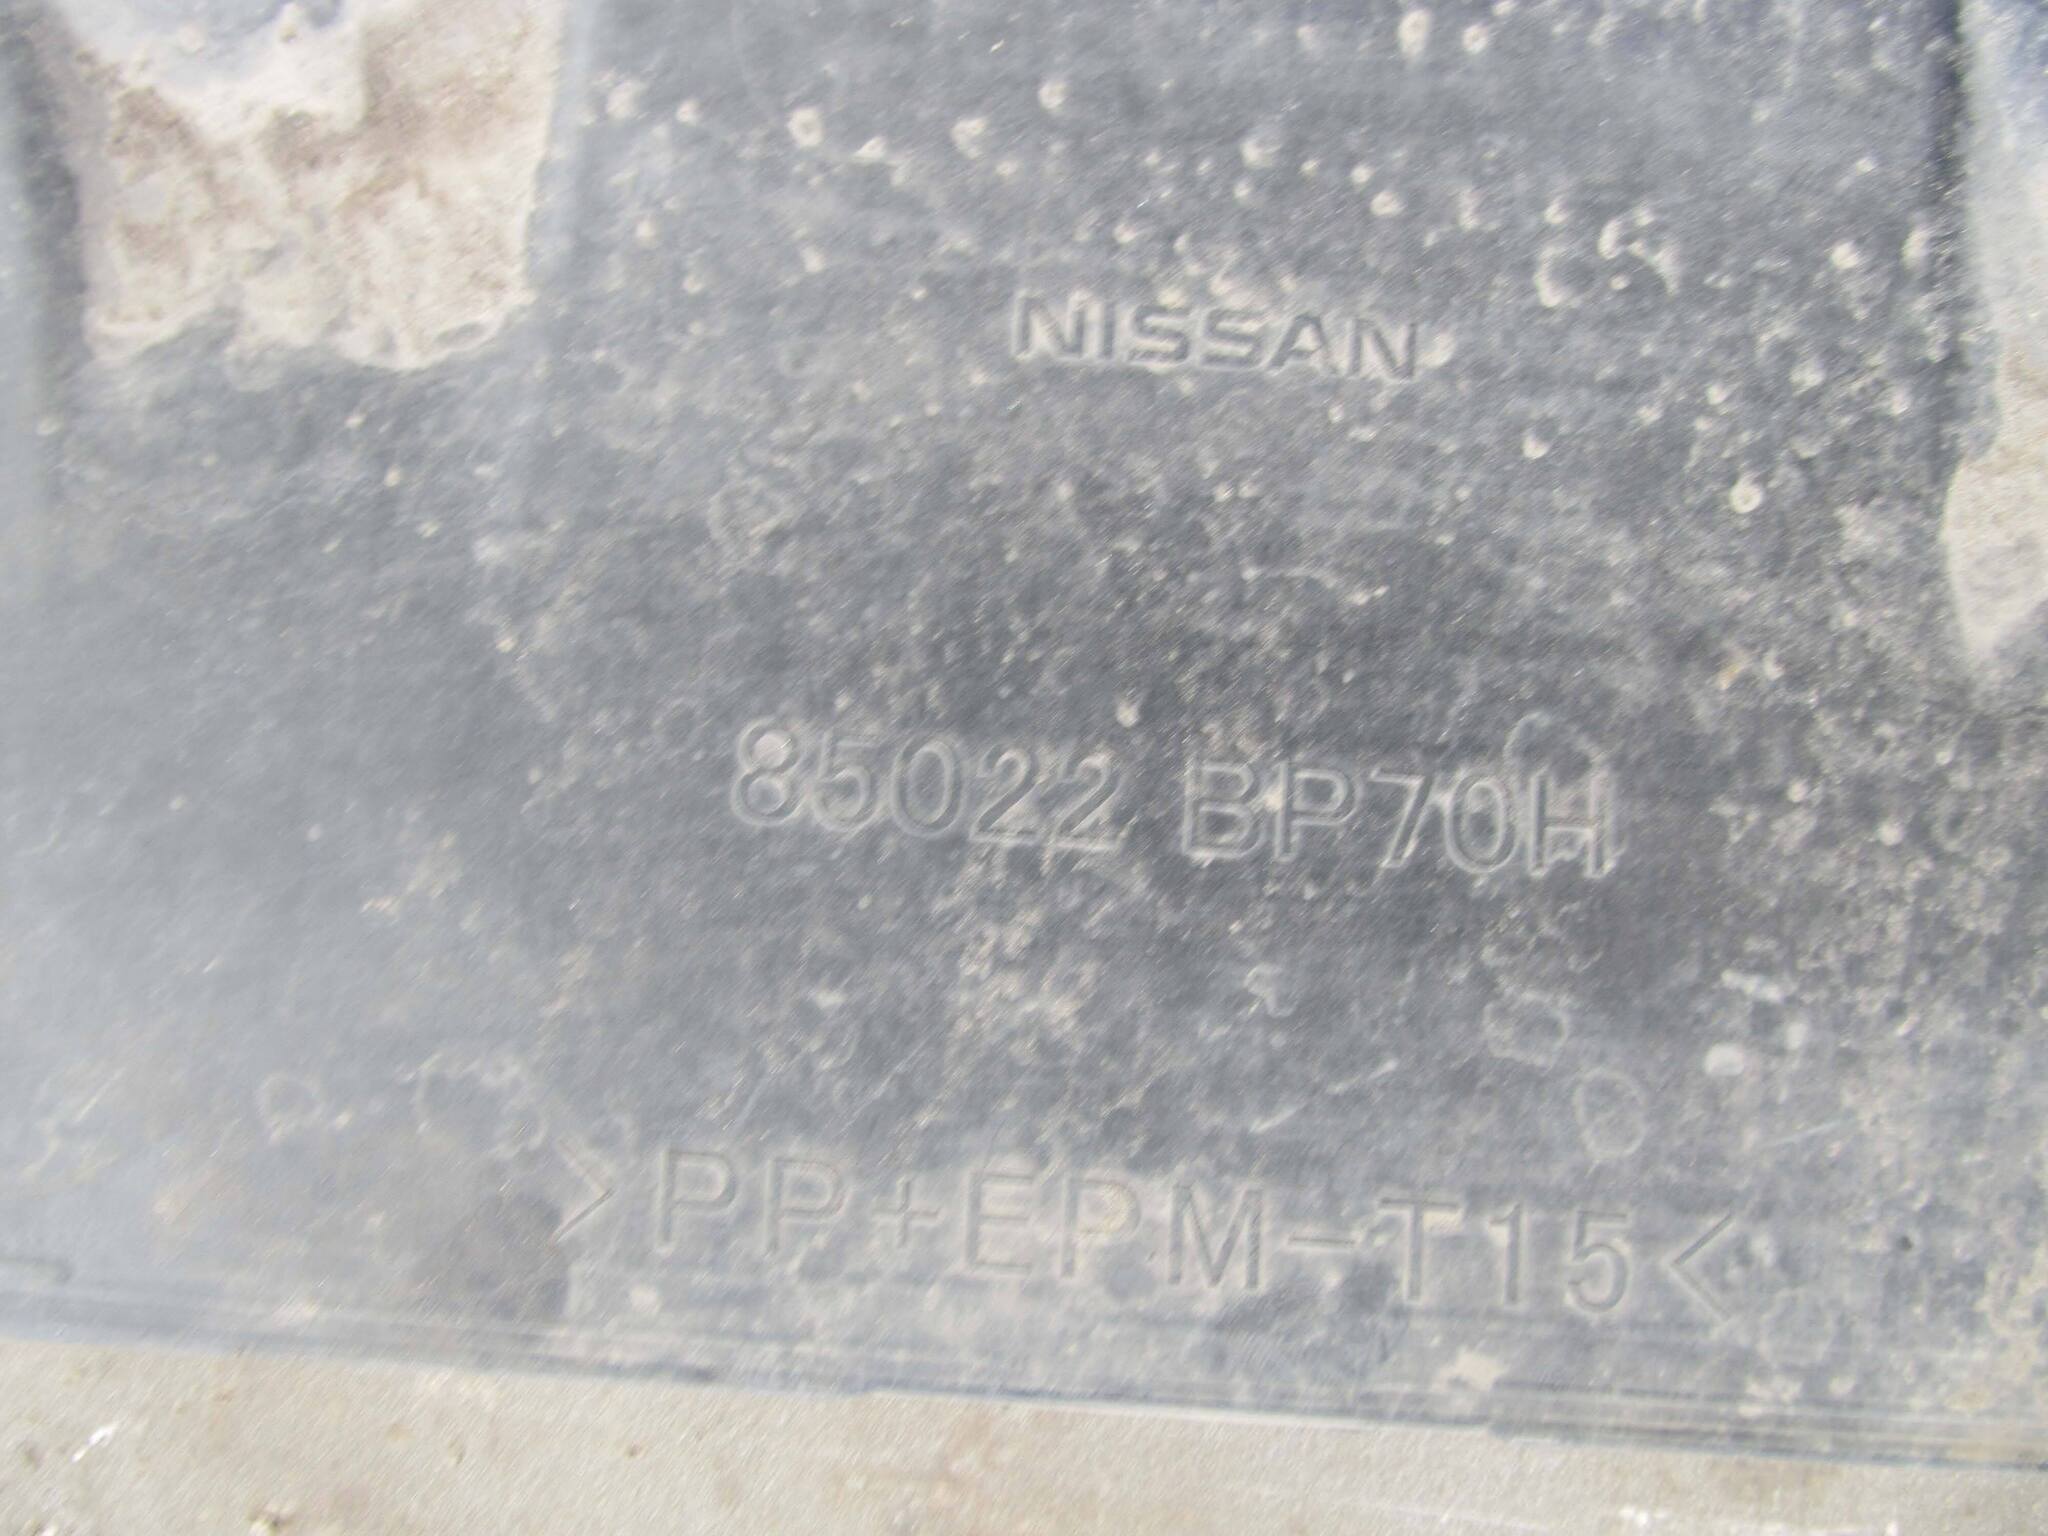 NISSAN
85022 BP70H
>PP+EPM-T15<